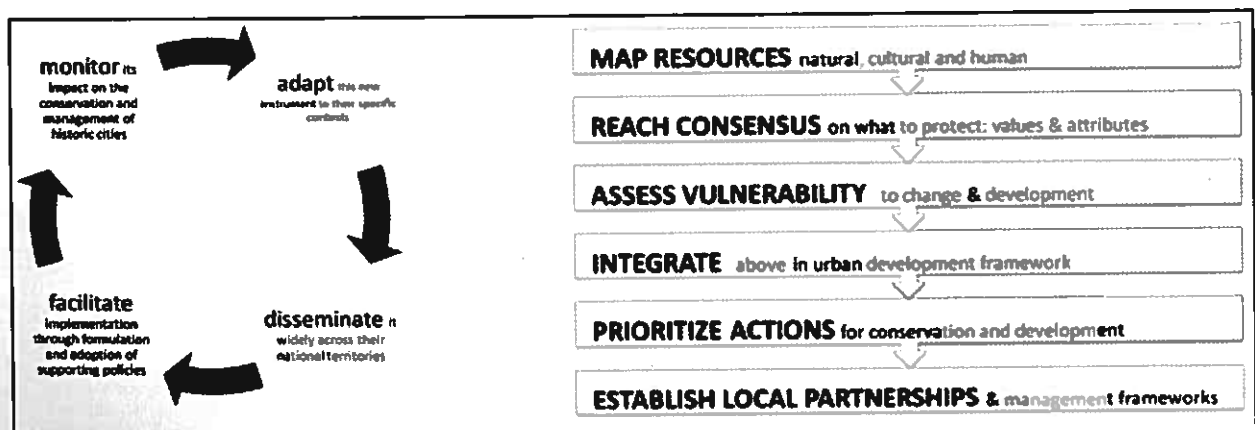 monitor its
impact on the
conservation and
management of
historic cities
adapt this new
instrument to their specific
contexts
disseminate it
widely across their
national territories
facilitate
implementation
through formulation
and adoption of
supporting policies
MAP RESOURCES natural, cultural and human
REACH CONSENSUS on what to protect: values & attributes
ASSESS VULNERABILITY to change & development
INTEGRATE above in urban development framework
PRIORITIZE ACTIONS for conservation and development
ESTABLISH LOCAL PARTNERSHIPS & management frameworks